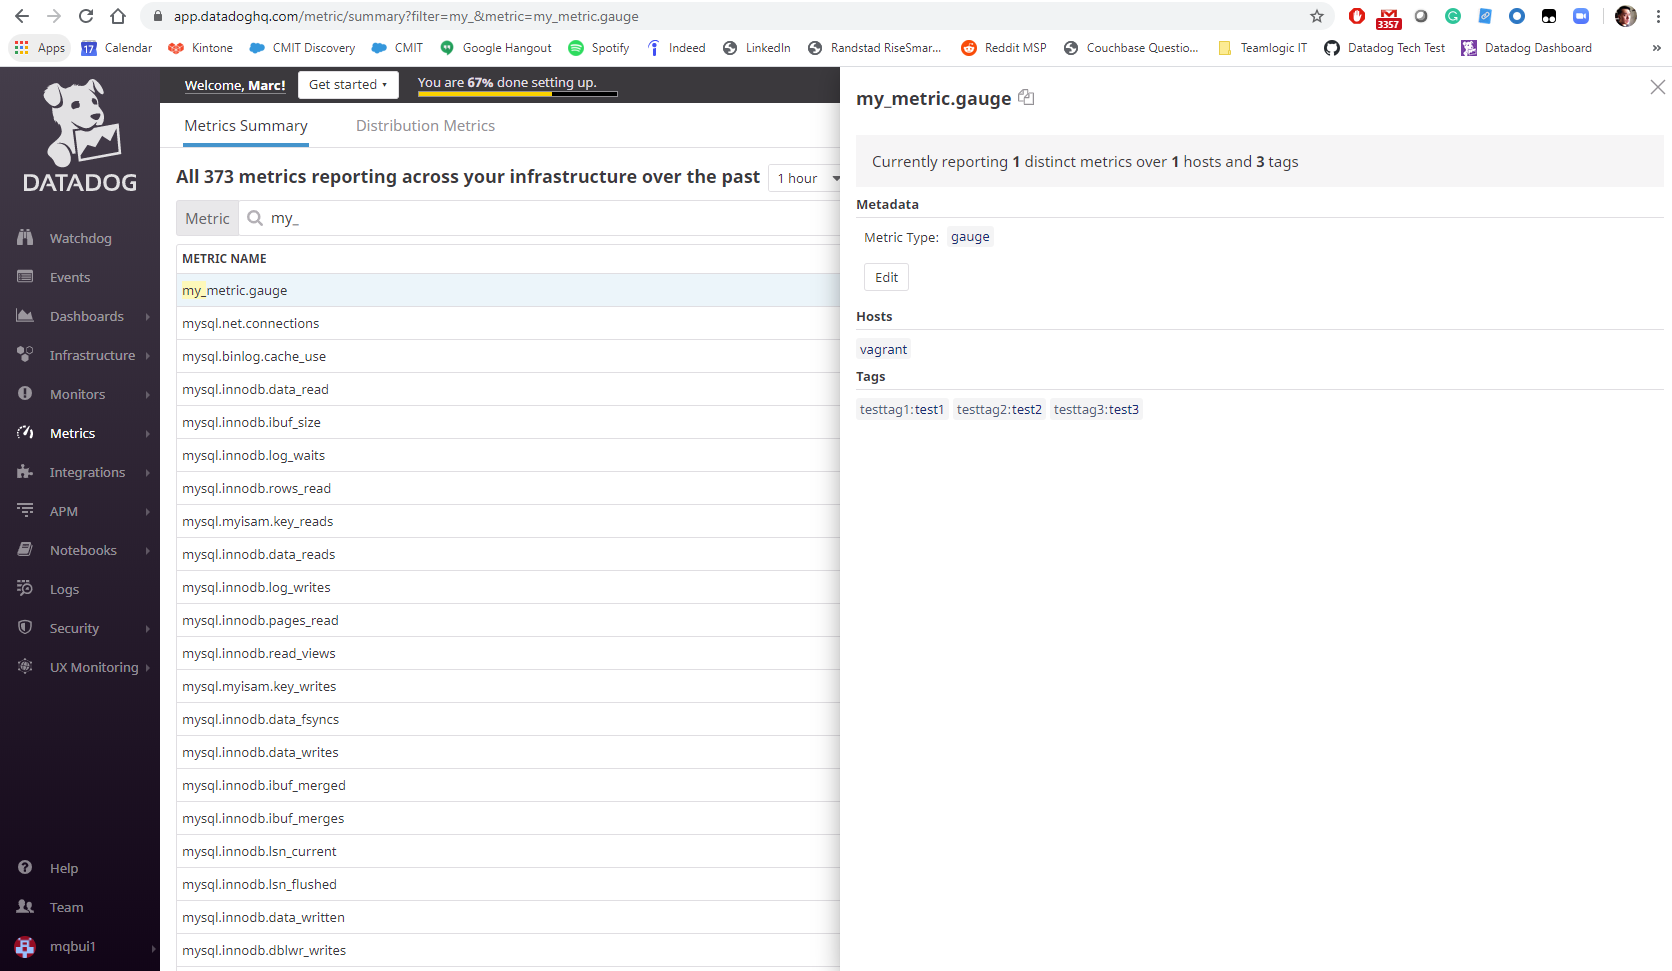 app.datadoghq.com/metric/summary?filter=my_&metric=my_metric.gauge
3357
Apps
17 Calendar
Kintone
CMIT Discovery
CMIT
Google Hangout
Spotify
Indeed
LinkedIn
Randstad RiseSmar...
Reddit MSP
Couchbase Questio...
Teamlogic IT
Datadog Tech Test
Datadog Dashboard
»
DATADOG
Watchdog
Events
Dashboards
Infrastructure
Monitors
Metrics
Integrations
APM
Notebooks
Logs
Security
UX Monitoring
Help
Team
mqbui1
Welcome, Marc!
Get started
You are 67% done setting up.
Metrics Summary
Distribution Metrics
All 373 metrics reporting across your infrastructure over the past 1 hour
Metric my_
METRIC NAME
my_metric.gauge
mysql.net.connections
mysql.binlog.cache_use
mysql.innodb.data_read
mysql.innodb.ibuf_size
mysql.innodb.log_waits
mysql.innodb.rows_read
mysql.myisam.key_reads
mysql.innodb.data_reads
mysql.innodb.log_writes
mysql.innodb.pages_read
mysql.innodb.read_views
mysql.myisam.key_writes
mysql.innodb.data_fsyncs
mysql.innodb.data_writes
mysql.innodb.ibuf_merged
mysql.innodb.ibuf_merges
mysql.innodb.lsn_current
mysql.innodb.lsn_flushed
mysql.innodb.data_written
mysql.innodb.dblwr_writes
my_metric.gauge
Currently reporting 1 distinct metrics over 1 hosts and 3 tags
Metadata
Metric Type: gauge
Edit
Hosts
vagrant
Tags
testtag1:test1 testtag2:test2 testtag3:test3